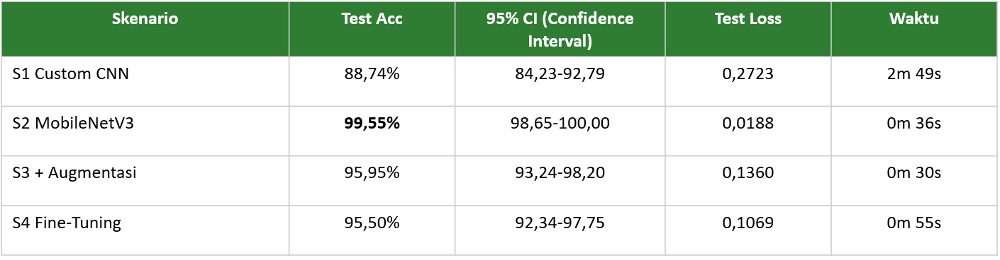 Skenario Test Acc 95% CI (Confidence Interval) Test Loss Waktu
S1 Custom CNN 88,74% 84,23-92,79 0,2723 2m 49s
S2 MobileNetV3 99,55% 98,65-100,00 0,0188 0m 36s
S3 + Augmentasi 95,95% 93,24-98,20 0,1360 0m 30s
S4 Fine-Tuning 95,50% 92,34-97,75 0,1069 0m 55s